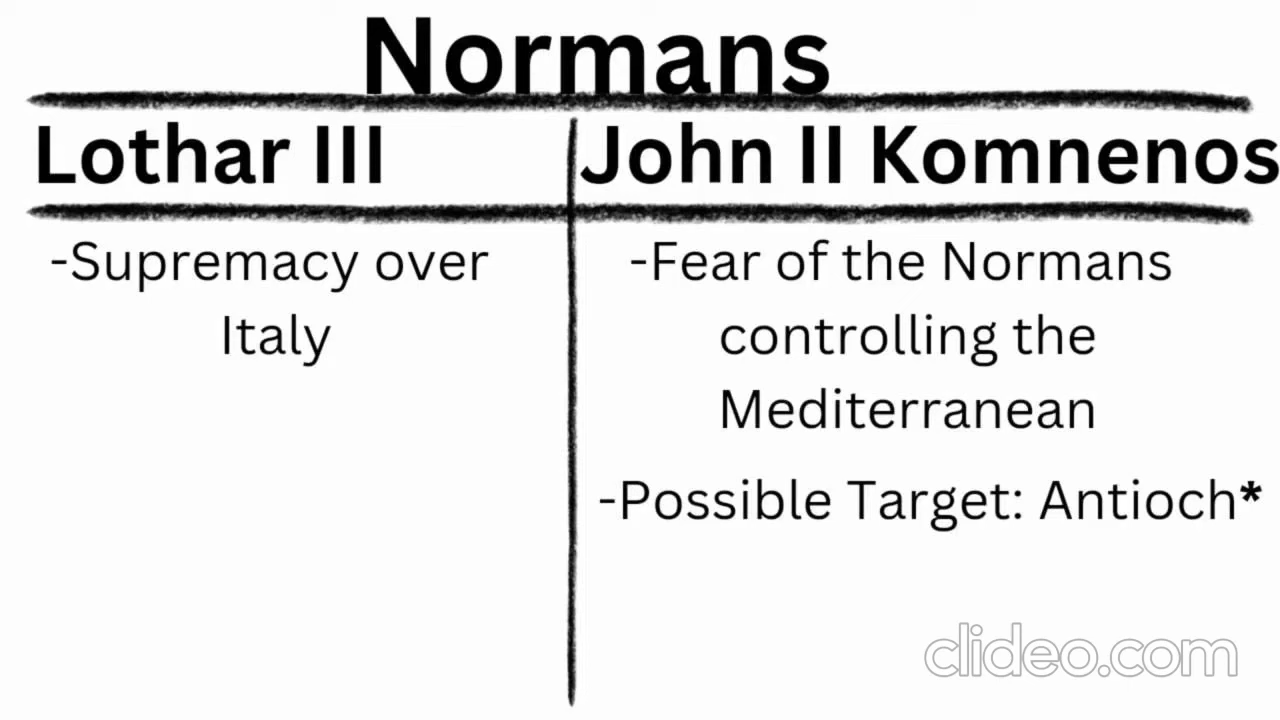 Normans
Lothar III
John II Komnenos
-Supremacy over
Italy
-Fear of the Normans
controlling the
Mediterranean
-Possible Target: Antioch*
clideo.com